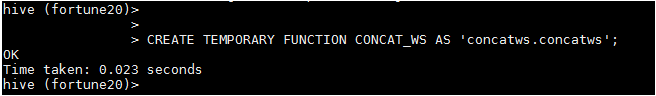 hive (fortune20)>
>
> CREATE TEMPORARY FUNCTION CONCAT_WS AS 'concatws.concatws';
OK
Time taken: 0.023 seconds
hive (fortune20)>